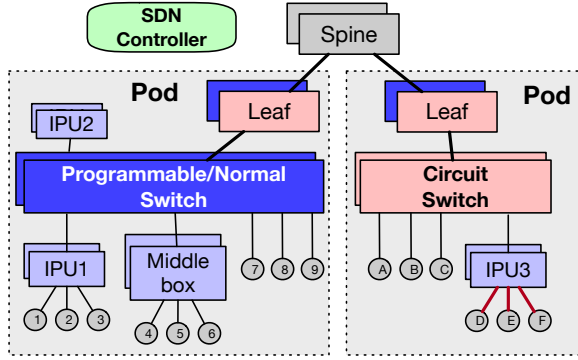 SDN
Controller
Spine
Pod
Leaf
Leaf
Pod
IPU2
Programmable/Normal
Switch
Circuit
Switch
IPU1
Middle
box
7
8
9
A
B
C
IPU3
1
2
3
4
5
6
D
E
F